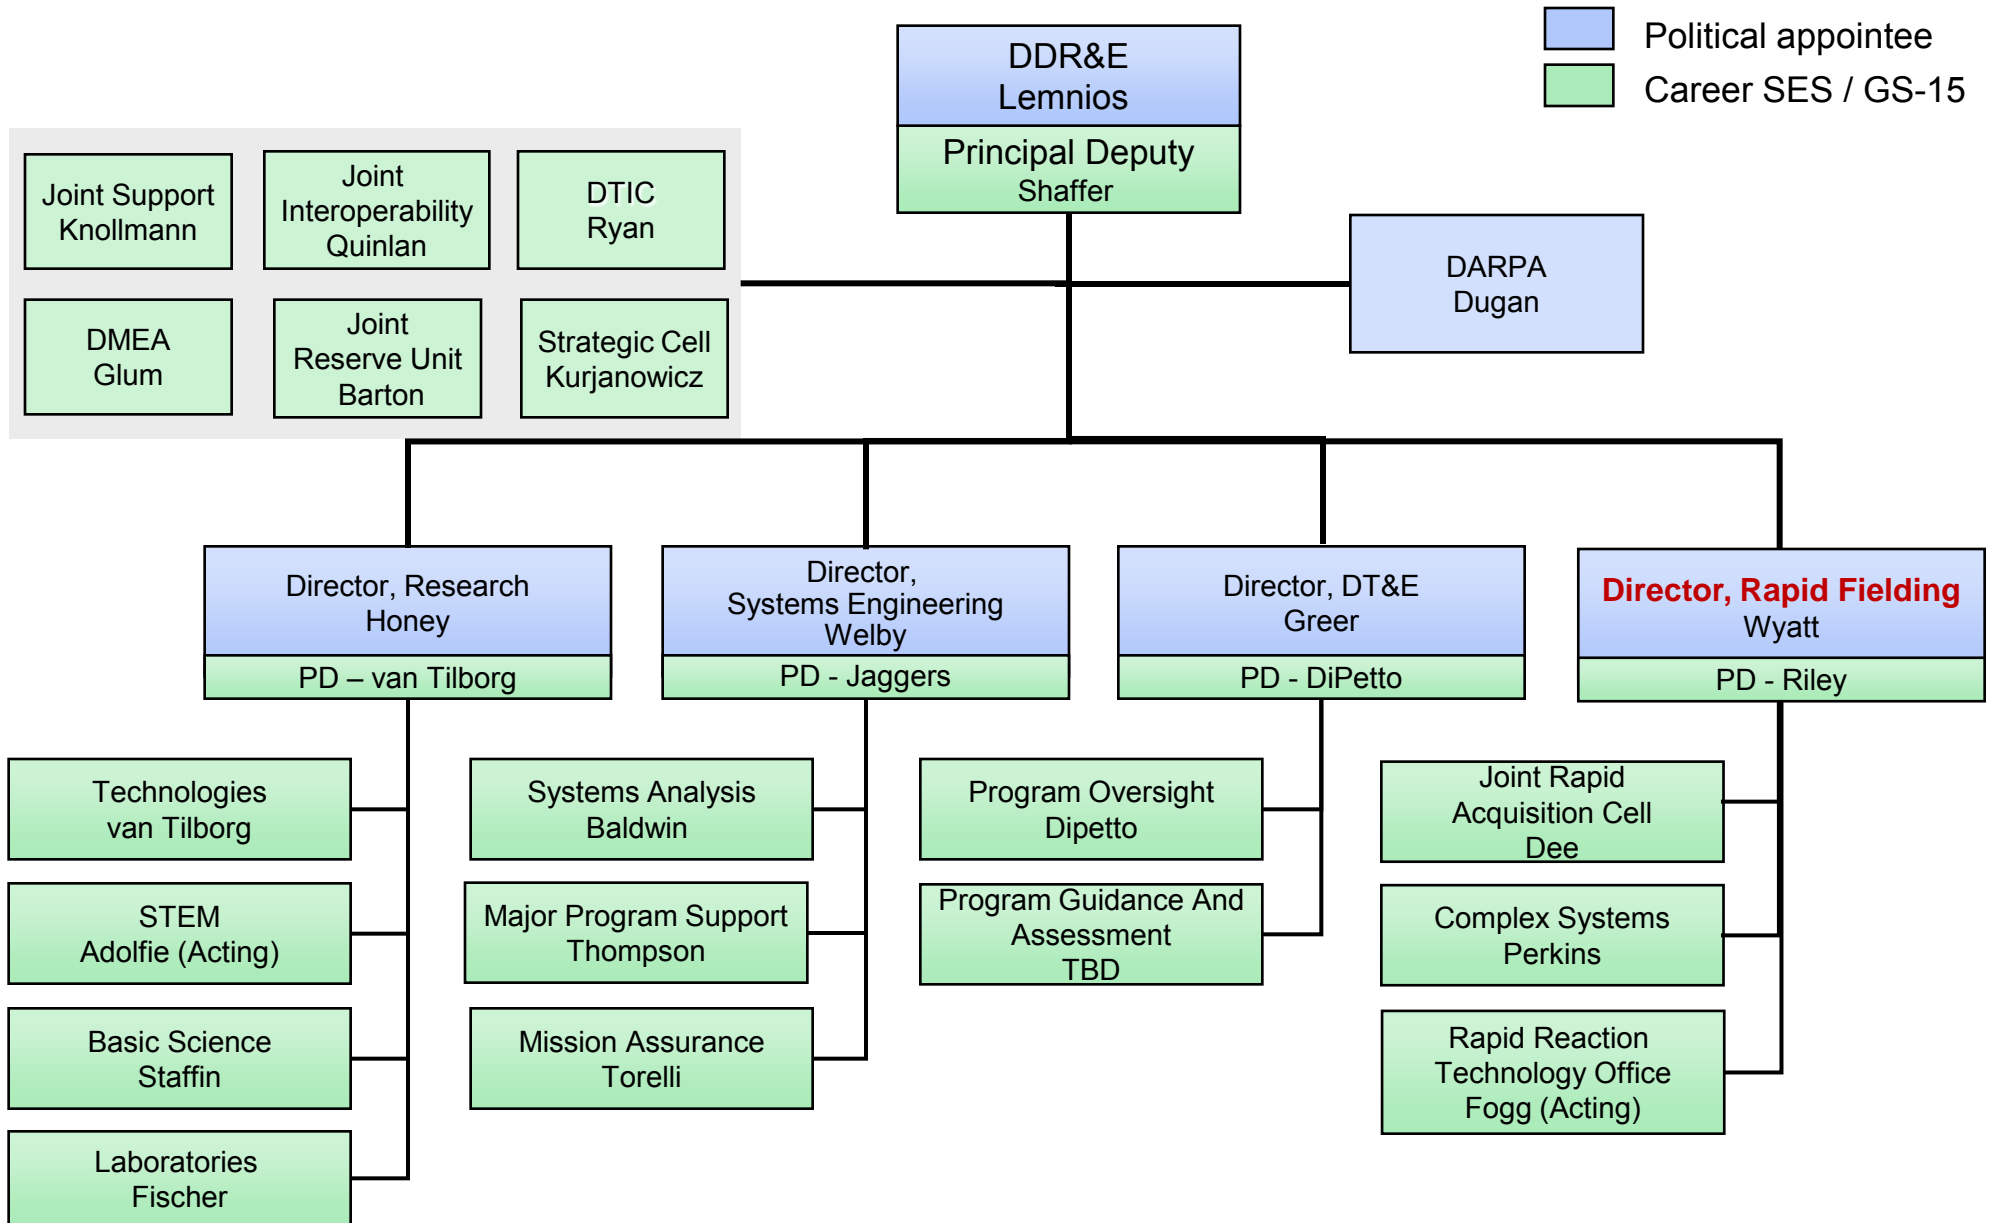 DDR&E
Lemnios
Principal Deputy
Shaffer
Political appointee
Career SES / GS-15
Joint Support
Knollmann
Joint
Interoperability
Quinlan
DTIC
Ryan
DMEA
Glum
Joint
Reserve Unit
Barton
Strategic Cell
Kurjanowicz
DARPA
Dugan
Director, Research
Honey
PD – van Tilborg
Director,
Systems Engineering
Welby
PD - Jaggers
Director, DT&E
Greer
PD - DiPetto
Director, Rapid Fielding
Wyatt
PD - Riley
Technologies
van Tilborg
STEM
Adolfie (Acting)
Basic Science
Staffin
Laboratories
Fischer
Systems Analysis
Baldwin
Major Program Support
Thompson
Mission Assurance
Torelli
Program Oversight
Dipetto
Program Guidance And
Assessment
TBD
Joint Rapid
Acquisition Cell
Dee
Complex Systems
Perkins
Rapid Reaction
Technology Office
Fogg (Acting)